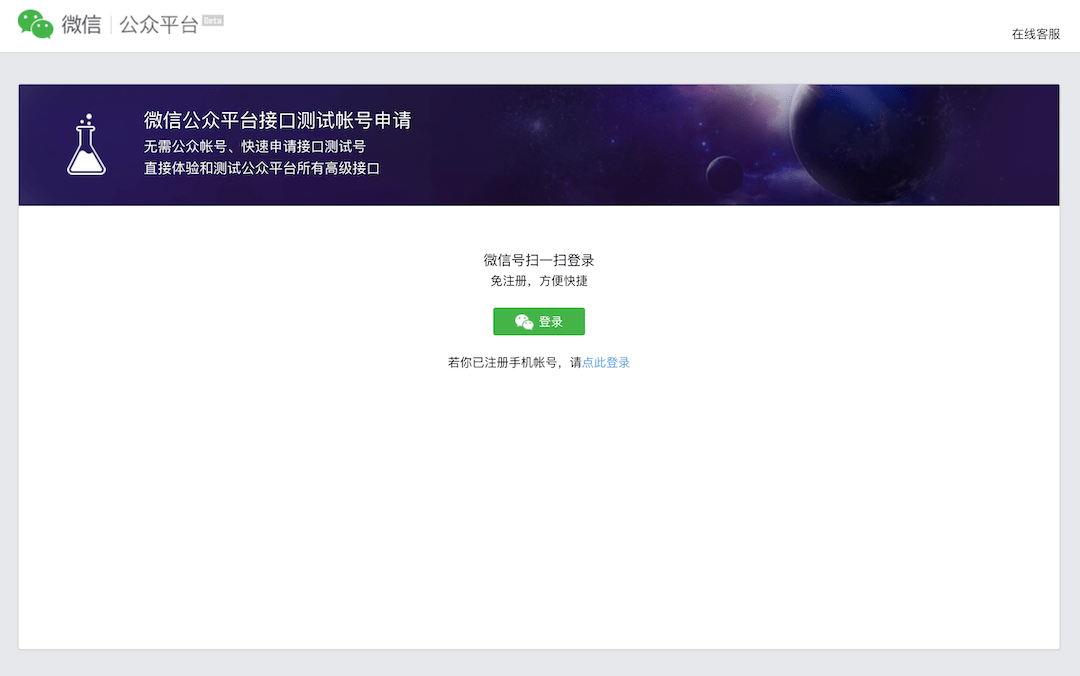 微信 公众平台 Beta
在线客服
微信公众平台接口测试帐号申请
无需公众帐号、快速申请接口测试号
直接体验和测试公众平台所有高级接口
微信号扫一扫登录
免注册，方便快捷
登录
若你已注册手机帐号，请点此登录